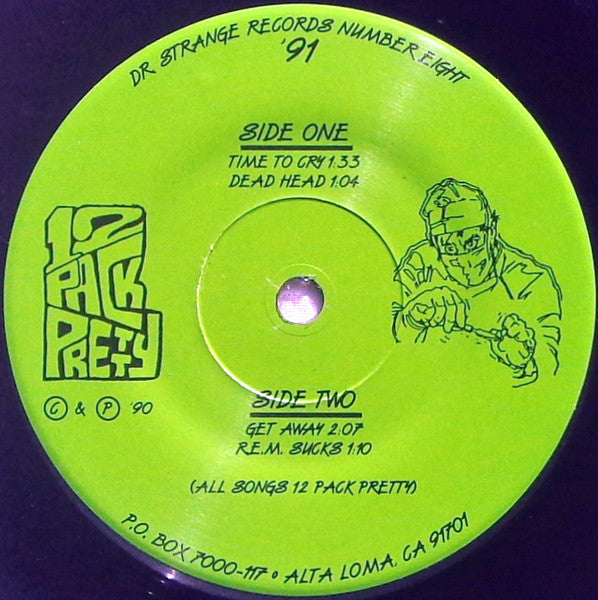 DR STRANGE RECORDS NUMBER EIGHT
'91
SIDE ONE
TIME TO CRY 1:33
DEAD HEAD 1:04
12
PACK
PRETTY
Ⓒ & Ⓟ '90
SIDE TWO
GET AWAY 2:07
R.E.M. SUCKS 1:10
(ALL SONGS 12 PACK PRETTY)
P.O. BOX 7000-117 • ALTA LOMA, CA 91701